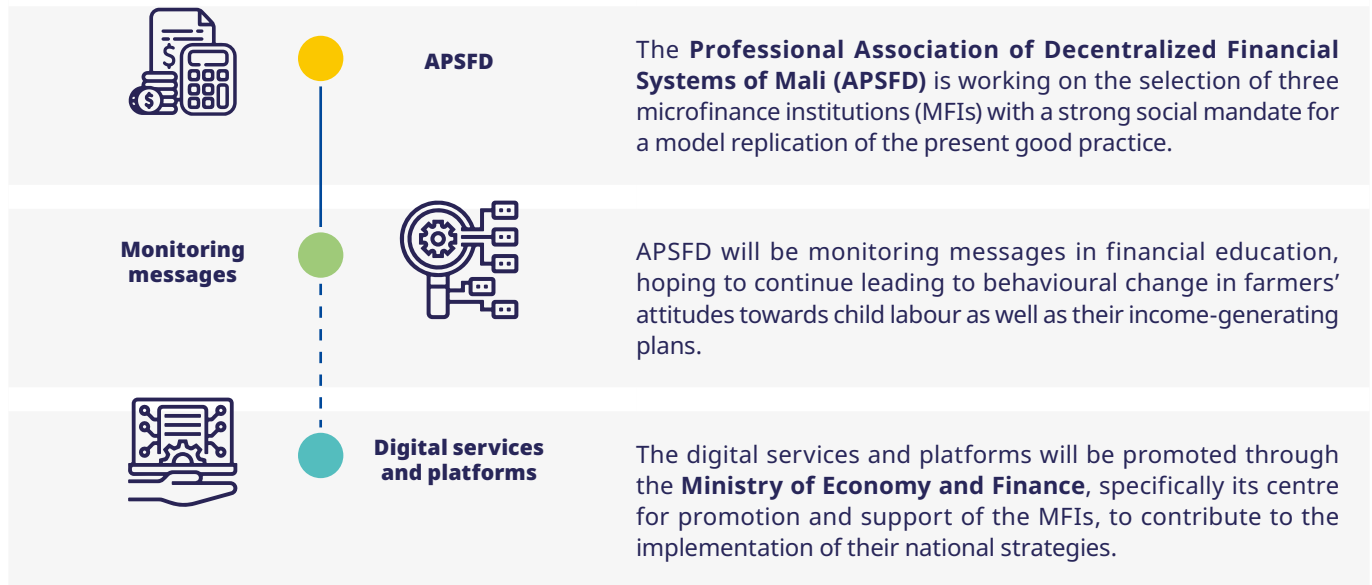 APSFD
The Professional Association of Decentralized Financial
Systems of Mali (APSFD) is working on the selection of three
microfinance institutions (MFIs) with a strong social mandate for
a model replication of the present good practice.
Monitoring
messages
APSFD will be monitoring messages in financial education,
hoping to continue leading to behavioural change in farmers’
attitudes towards child labour as well as their income-generating
plans.
Digital services
and platforms
The digital services and platforms will be promoted through
the Ministry of Economy and Finance, specifically its centre
for promotion and support of the MFIs, to contribute to the
implementation of their national strategies.